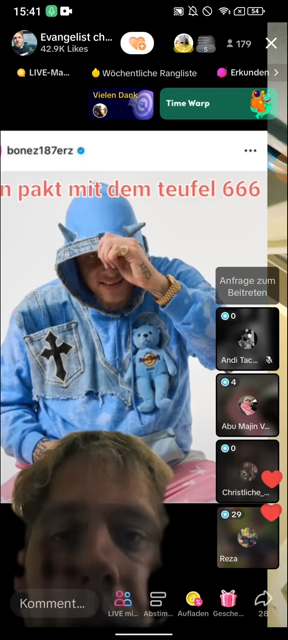 15:41
54
Evangelist ch...
42.9K Likes
5
179
LIVE-Ma...
Wöchentliche Rangliste
Erkunden
Vielen Dank
Time Warp
bonez187erz
n pakt mit dem teufel 666
Anfrage zum
Beitreten
0
Andi Tac...
4
Abu Majin V...
0
Christliche_...
29
Reza
Komment...
LIVE mi...
Abstim...
Aufladen
Gesche...
28